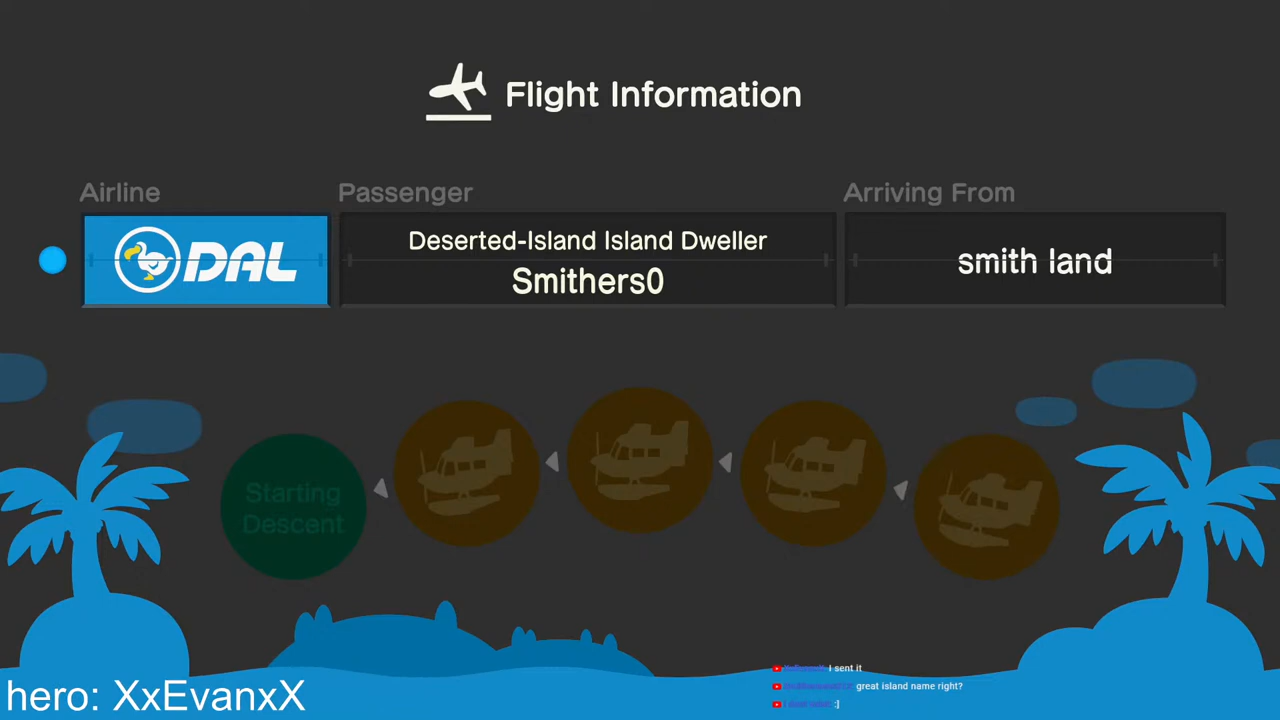 Flight Information
Airline
Passenger
Arriving From
DAL
Deserted-Island Island Dweller
Smithers0
smith land
Starting
Descent
I sent it
great island name right?
:]
hero: XxEvanxX